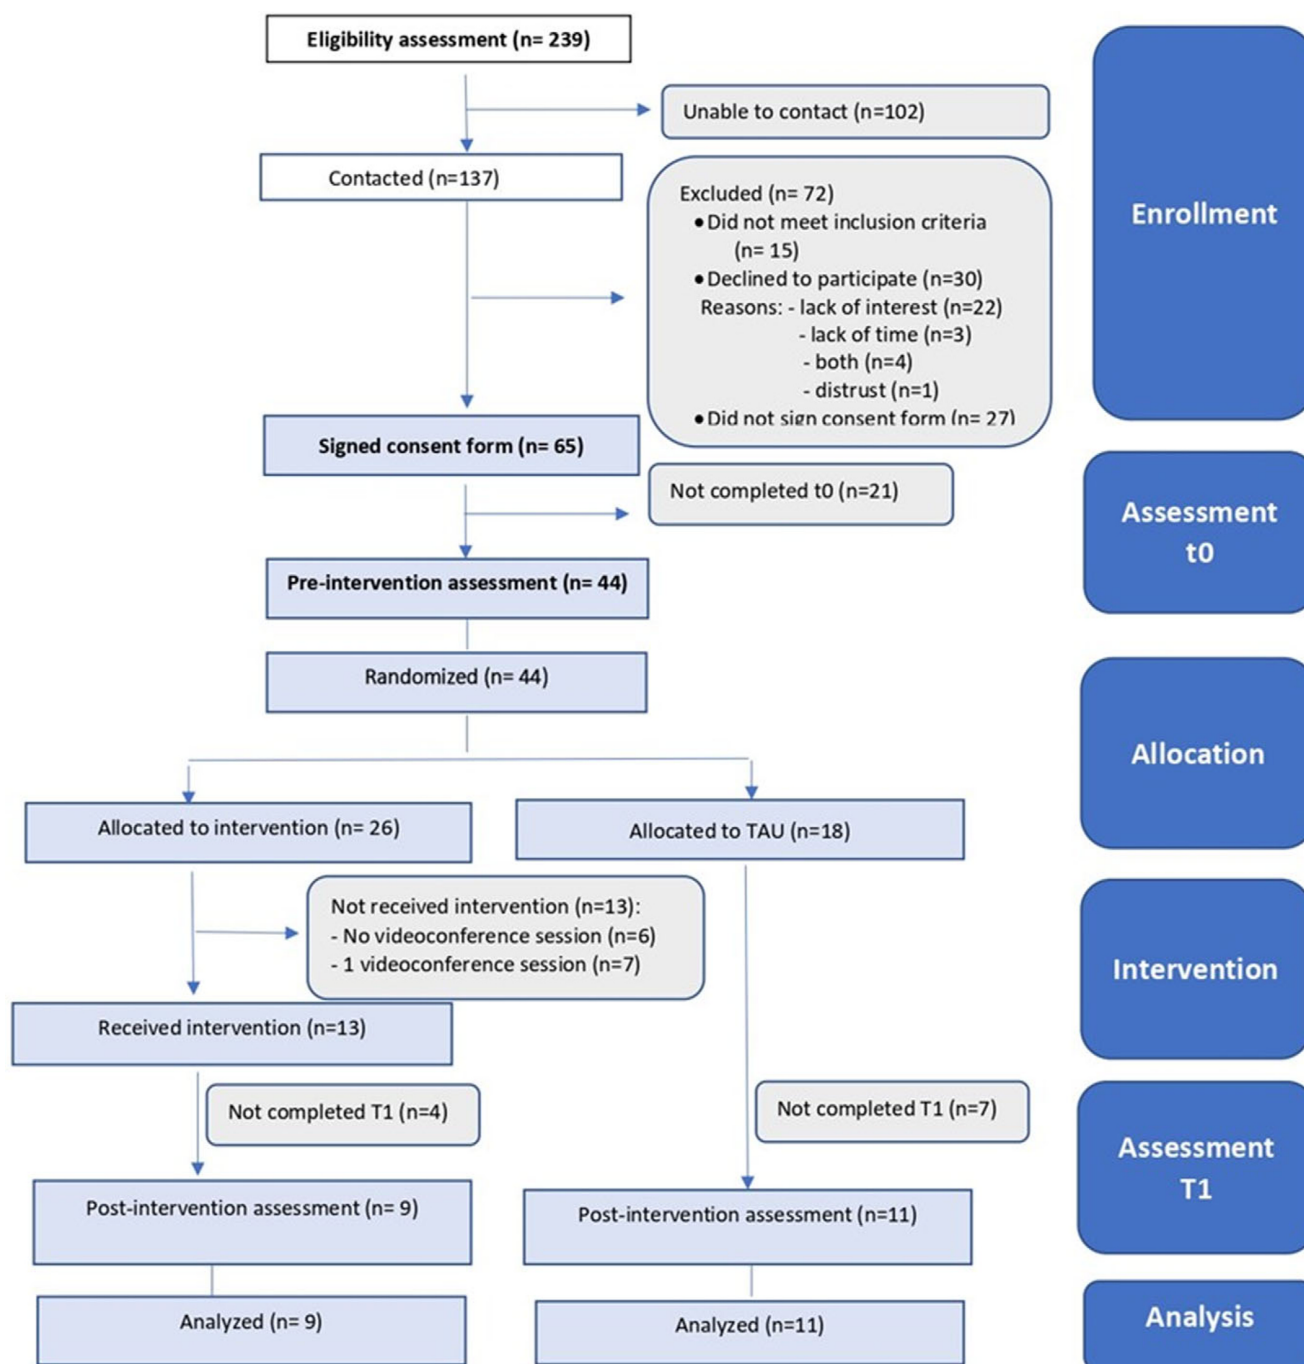 Eligibility assessment (n= 239)
Unable to contact (n=102)
Contacted (n=137)
Excluded (n= 72)
•Did not meet inclusion criteria
(n= 15)
•Declined to participate (n=30)
Reasons: - lack of interest (n=22)
- lack of time (n=3)
- both (n=4)
- distrust (n=1)
•Did not sign consent form (n= 27)
Enrollment
Signed consent form (n= 65)
Not completed t0 (n=21)
Assessment
t0
Pre-intervention assessment (n= 44)
Randomized (n= 44)
Allocation
Allocated to intervention (n= 26)
Allocated to TAU (n=18)
Not received intervention (n=13):
- No videoconference session (n=6)
- 1 videoconference session (n=7)
Intervention
Received intervention (n=13)
Not completed T1 (n=4)
Not completed T1 (n=7)
Assessment
T1
Post-intervention assessment (n= 9)
Post-intervention assessment (n=11)
Analyzed (n= 9)
Analyzed (n=11)
Analysis